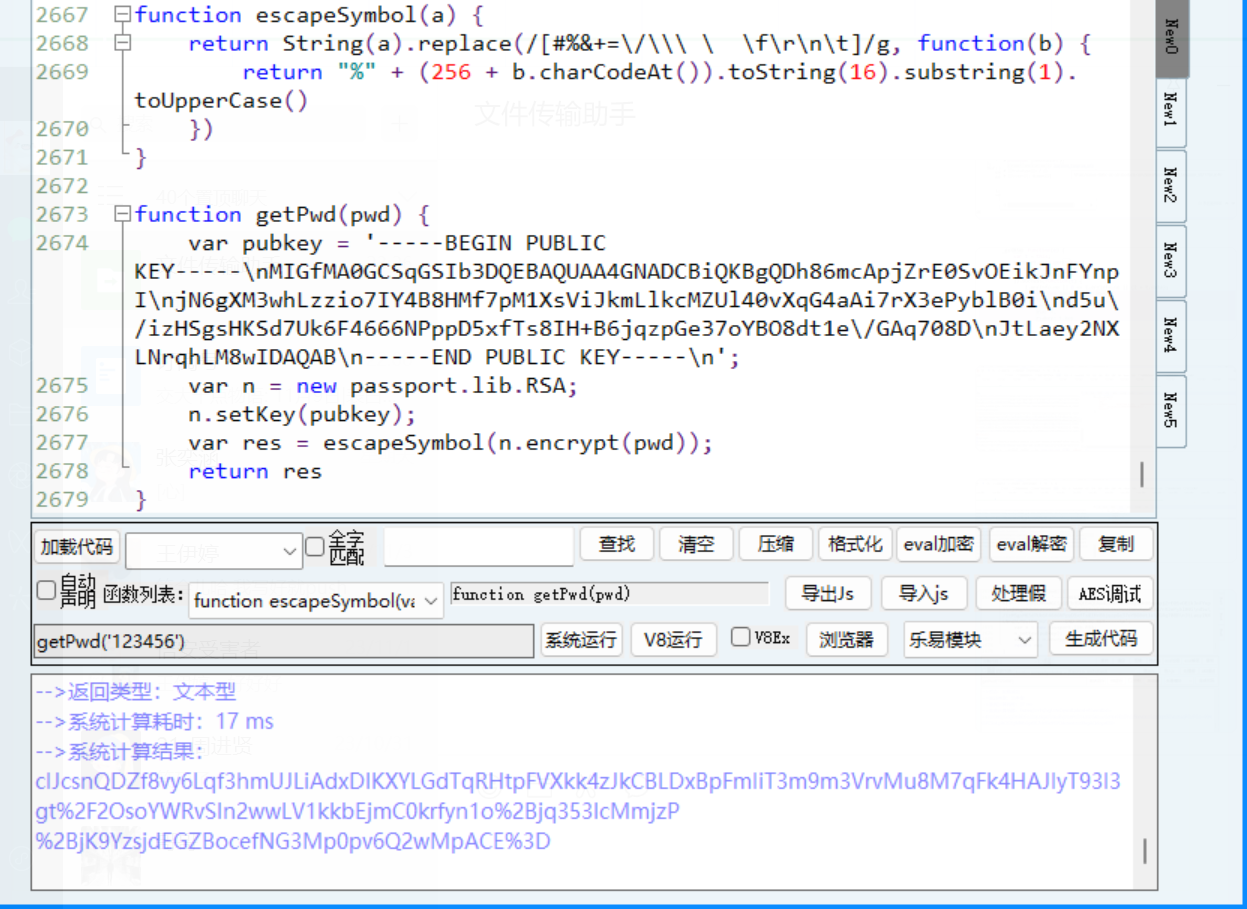 2667 function escapeSymbol(a) {
2668     return String(a).replace(/[#%&+=\/\\\ \  \f\r\n\t]/g, function(b) {
2669         return "%" + (256 + b.charCodeAt()).toString(16).substring(1).
toUpperCase()
2670     })
2671 }
2672
2673 function getPwd(pwd) {
2674     var pubkey = '-----BEGIN PUBLIC
KEY-----\nMIGfMA0GCSqGSIb3DQEBAQUAA4GNADCBiQKBgQDh86mcApjZrE0SvOEikJnFYnp
I\njN6gXM3whLzzio7IY4B8HMf7pM1XsViJkmLlkcMZUl40vXqG4aAi7rX3ePyblB0i\nd5u\
/izHSgsHKSd7Uk6F4666NPppD5xfTs8IH+B6jqzpGe37oYBO8dt1e\/GAq708D\nJtLaey2NX
LNrqhLM8wIDAQAB\n-----END PUBLIC KEY-----\n';
2675     var n = new passport.lib.RSA;
2676     n.setKey(pubkey);
2677     var res = escapeSymbol(n.encrypt(pwd));
2678     return res
2679 }
New0
New1
New2
New3
New4
New5
文件传输助手
加载代码 全字匹配 查找 清空 压缩 格式化 eval加密 eval解密 复制
自动声明 函数列表: function escapeSymbol(va function getPwd(pwd) 导出Js 导入js 处理假 AES调试
getPwd('123456') 系统运行 V8运行 V8Ex 浏览器 乐易模块 生成代码
-->返回类型：文本型
-->系统计算耗时：17 ms
-->系统计算结果：
clJcsnQDZf8vy6Lqf3hmUJLiAdxDIKXYLGdTqRHtpFVXkk4zJkCBLDxBpFmliT3m9m3VrvMu8M7qFk4HAJIyT93l3
gt%2F2OsoYWRvSIn2wwLV1kkbEjmC0krfyn1o%2Bjq353IcMmjzP
%2BjK9YzsjdEGZBocefNG3Mp0pv6Q2wMpACE%3D